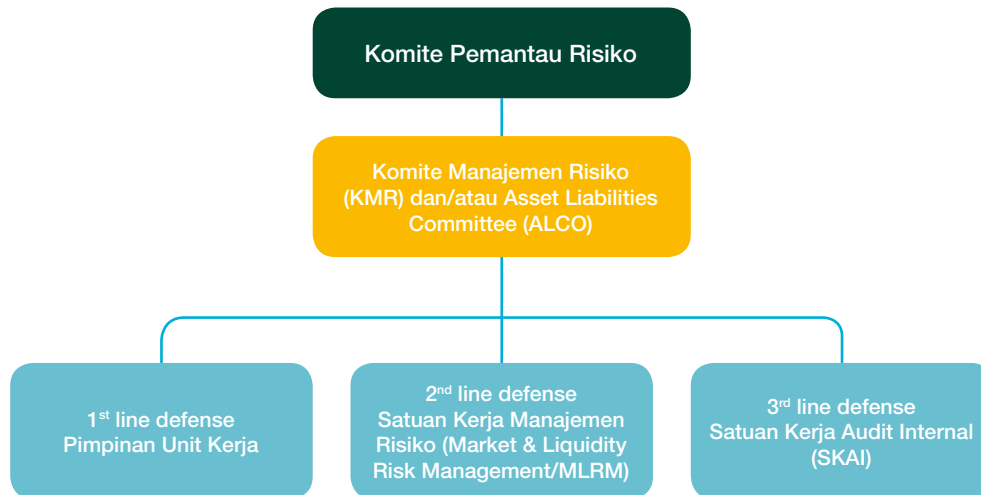 Komite Pemantau Risiko
Komite Manajemen Risiko
(KMR) dan/atau Asset Liabilities
Committee (ALCO)
1st line defense
Pimpinan Unit Kerja
2nd line defense
Satuan Kerja Manajemen
Risiko (Market & Liquidity
Risk Management/MLRM)
3rd line defense
Satuan Kerja Audit Internal
(SKAI)